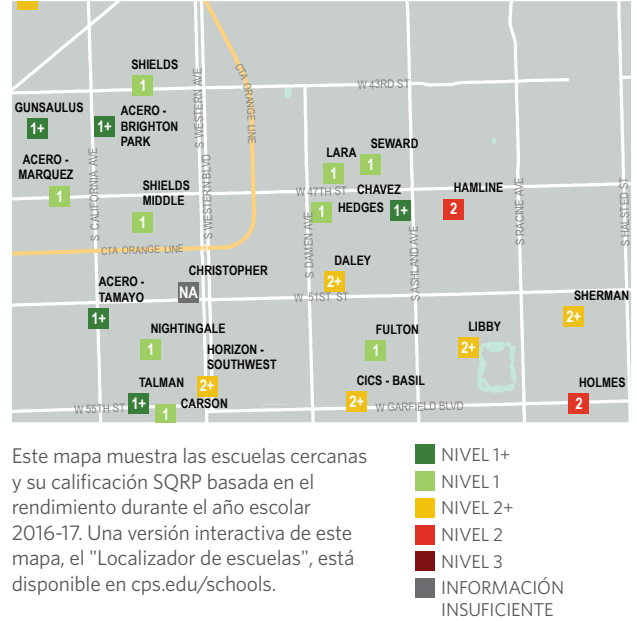 SHIELDS
1
W 43RD ST
CTA ORANGE LINE
S WESTERN AVE
GUNSAULUS
1+
ACERO -
BRIGHTON
PARK
1+
ACERO -
MARQUEZ
1
S CALIFORNIA AVE
SHIELDS
MIDDLE
1
S WESTERN BLVD
CTA ORANGE LINE
LARA
1
SEWARD
1
W 47TH ST
CHAVEZ
1+
HEDGES
1
HAMLINE
2
S DAMEN AVE
S ASHLAND AVE
S RACINE AVE
S HALSTED ST
CHRISTOPHER
NA
DALEY
2+
W 51ST ST
ACERO -
TAMAYO
1+
SHERMAN
2+
NIGHTINGALE
1
HORIZON -
SOUTHWEST
2+
FULTON
1
LIBBY
2+
TALMAN
1+
CARSON
1
CICS - BASIL
2+
HOLMES
2
W 55TH ST
W GARFIELD BLVD
Este mapa muestra las escuelas cercanas
y su calificación SQRP basada en el
rendimiento durante el año escolar
2016-17. Una versión interactiva de este
mapa, el "Localizador de escuelas", está
disponible en cps.edu/schools.
NIVEL 1+
NIVEL 1
NIVEL 2+
NIVEL 2
NIVEL 3
INFORMACIÓN
INSUFICIENTE